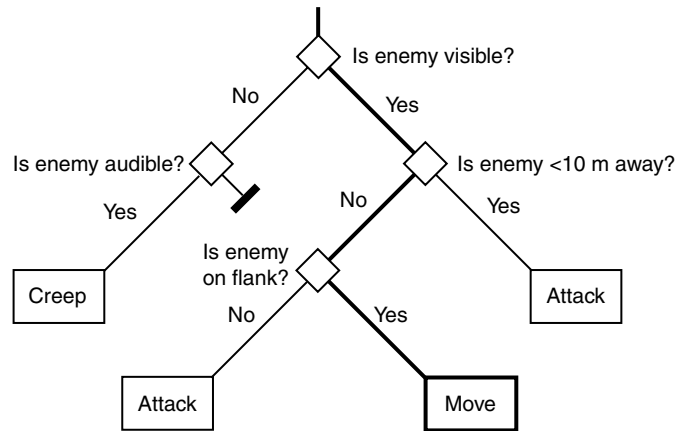 Is enemy visible?
No
Yes
Is enemy audible?
Is enemy <10 m away?
Yes
No
Yes
Is enemy
on flank?
Creep
Attack
No
Yes
Attack
Move